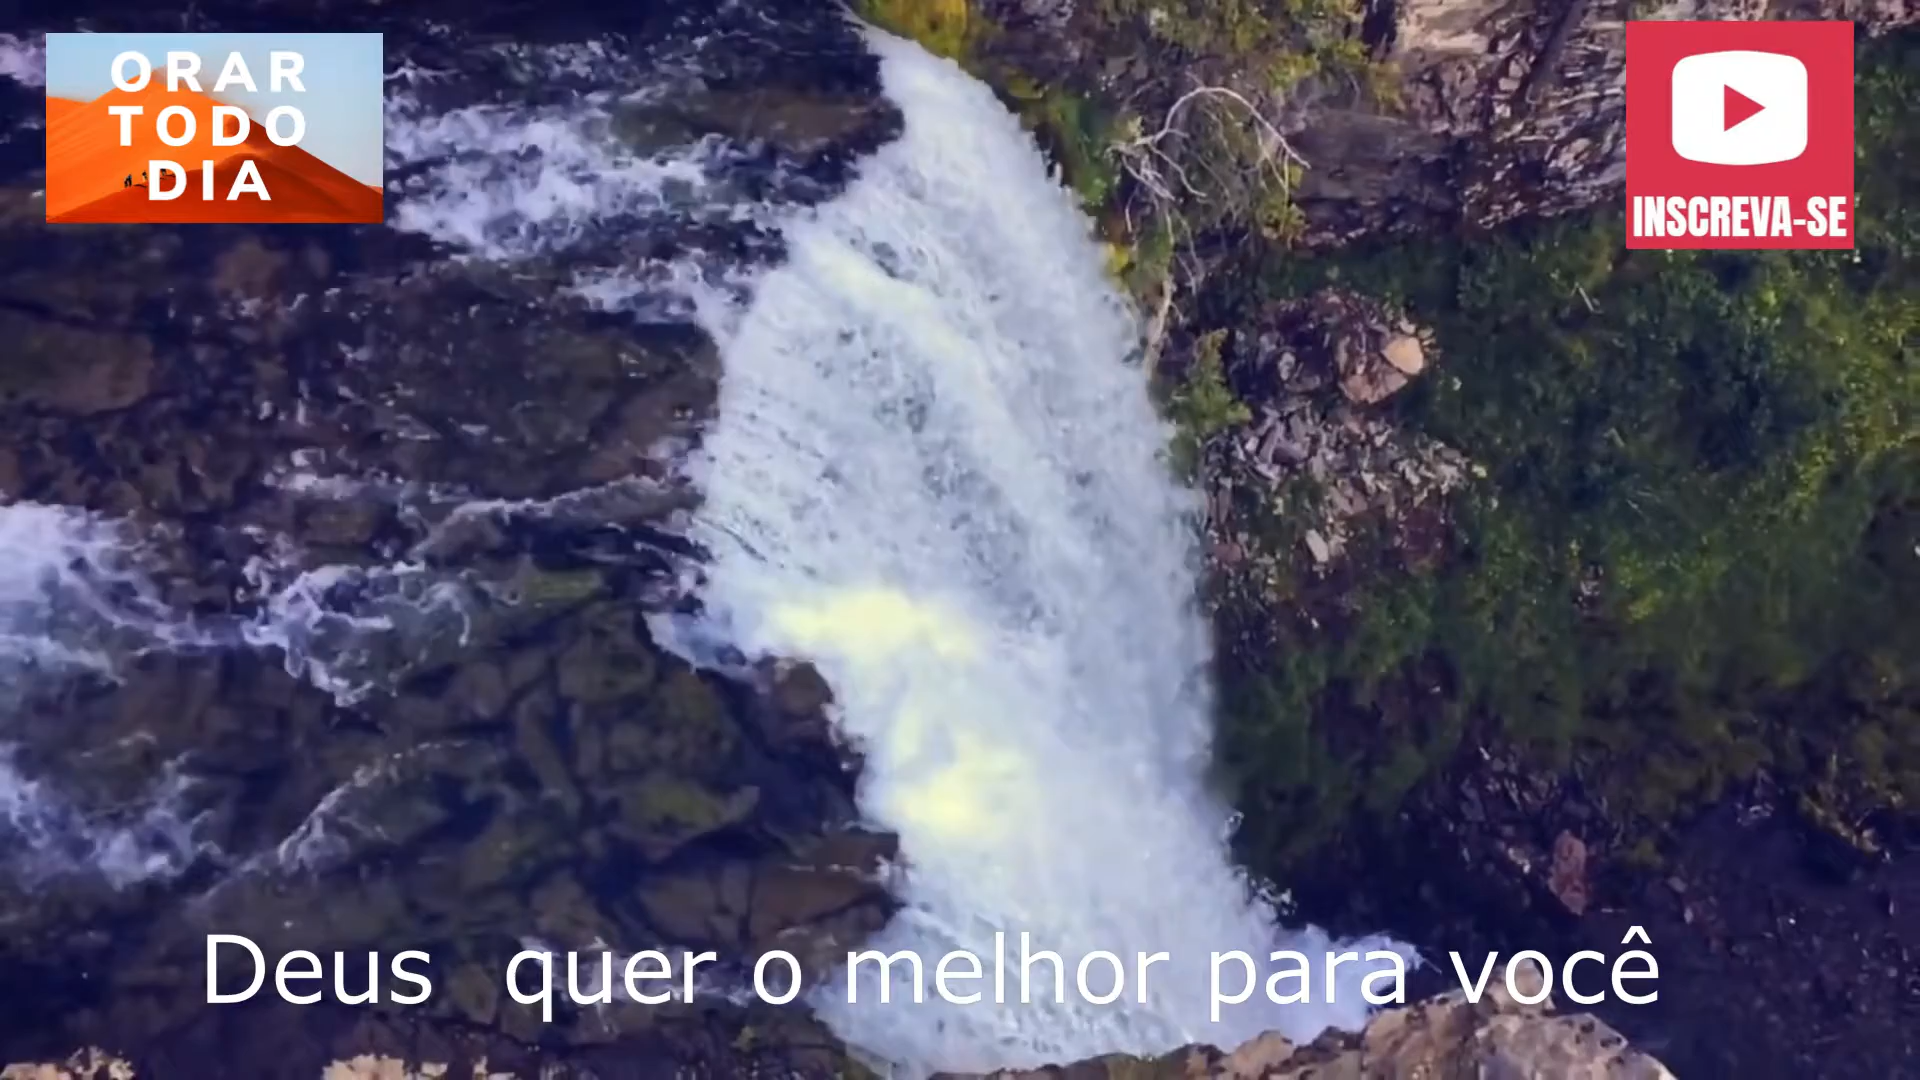 ORAR
TODO
DIA
INSCREVA-SE
Deus quer o melhor para você